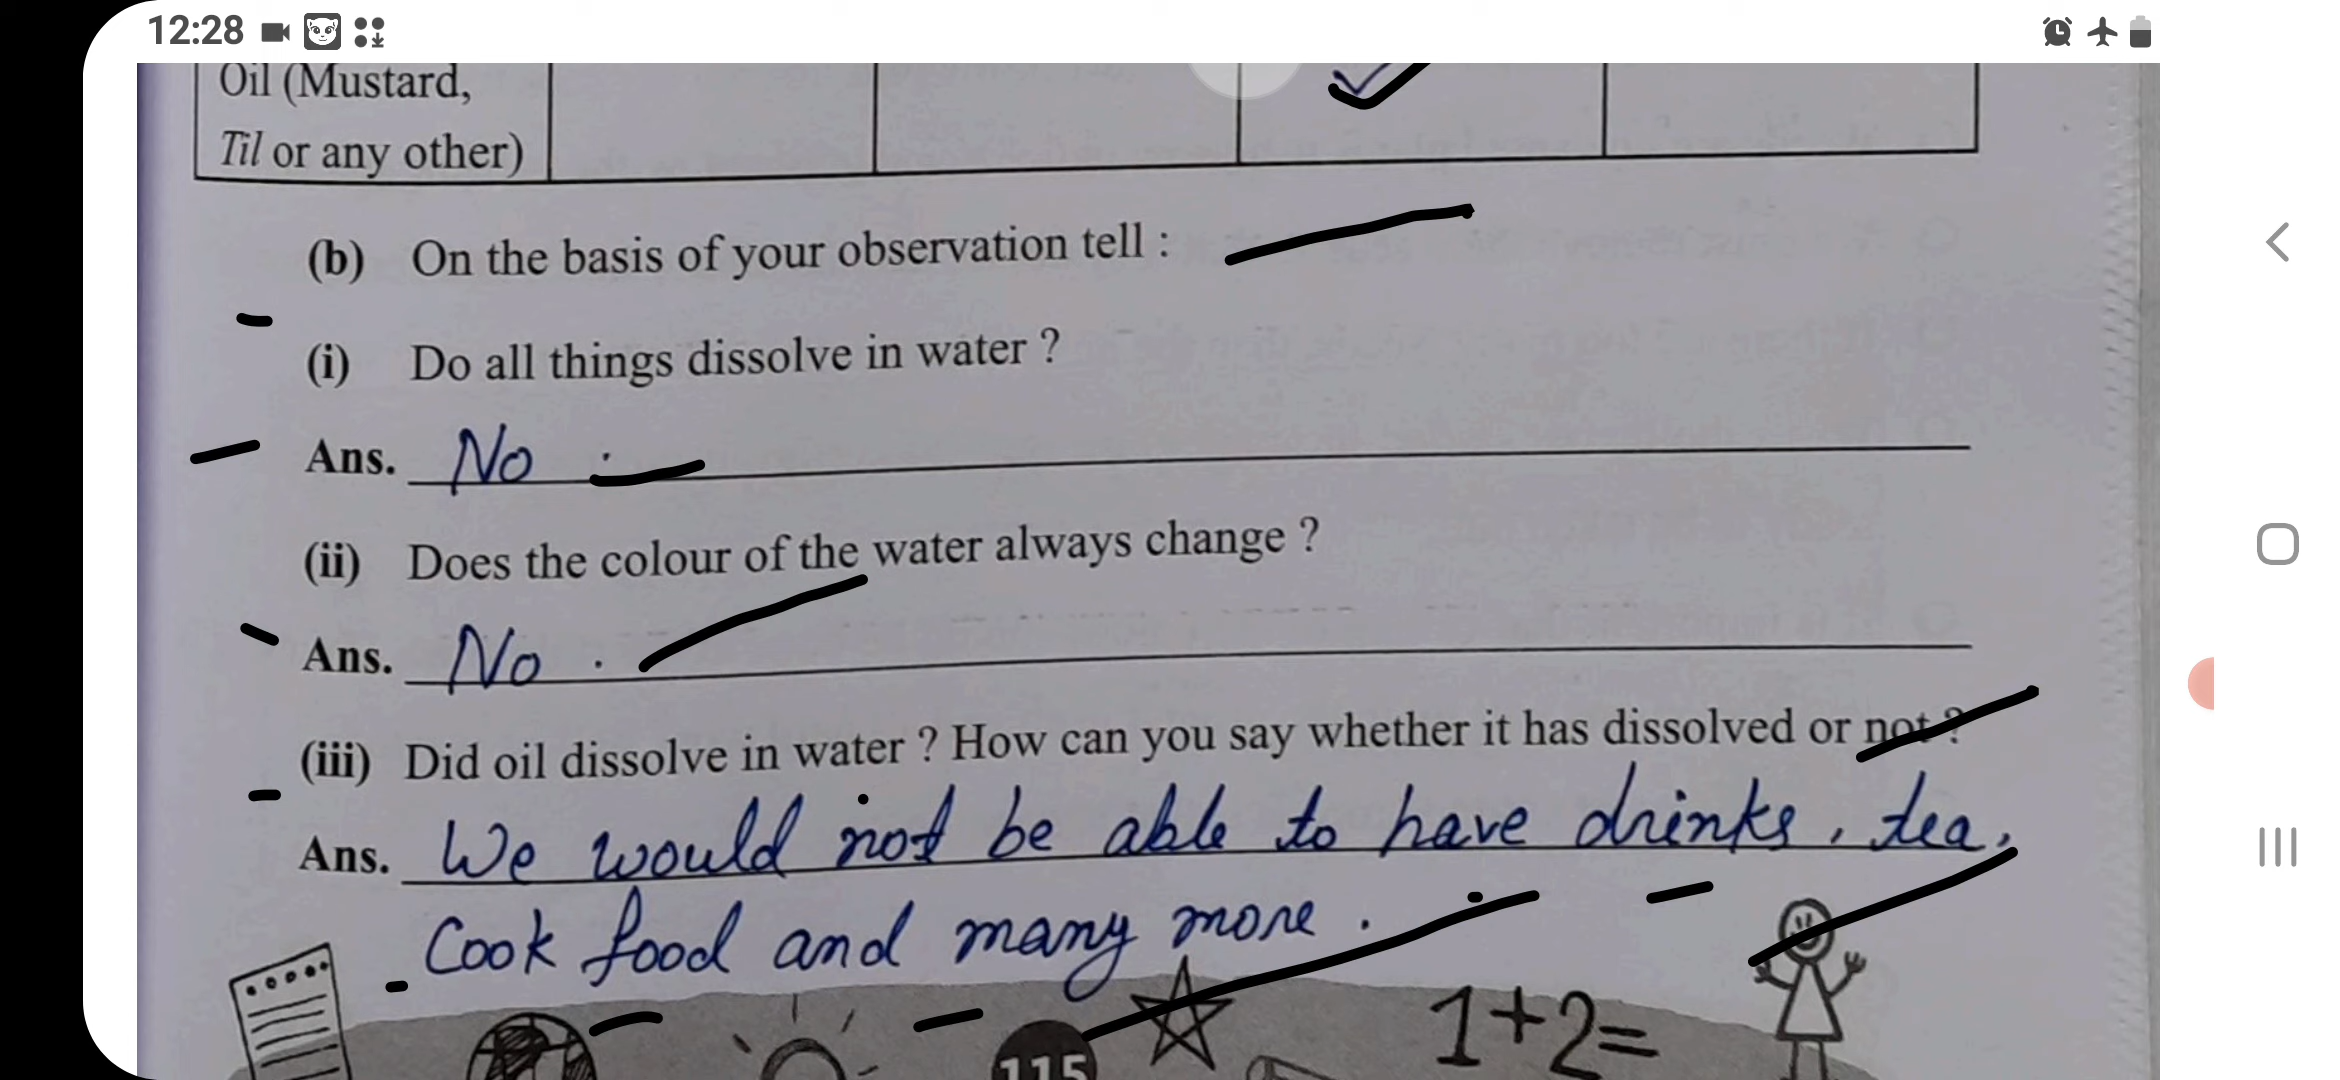 12:28
Oil (Mustard,
Til or any other)
(b) On the basis of your observation tell :
(i) Do all things dissolve in water ?
Ans. No .
(ii) Does the colour of the water always change ?
Ans. No .
(iii) Did oil dissolve in water ? How can you say whether it has dissolved or not ?
Ans. We would not be able to have drinks, tea,
Cook food and many more .
1+2=
115